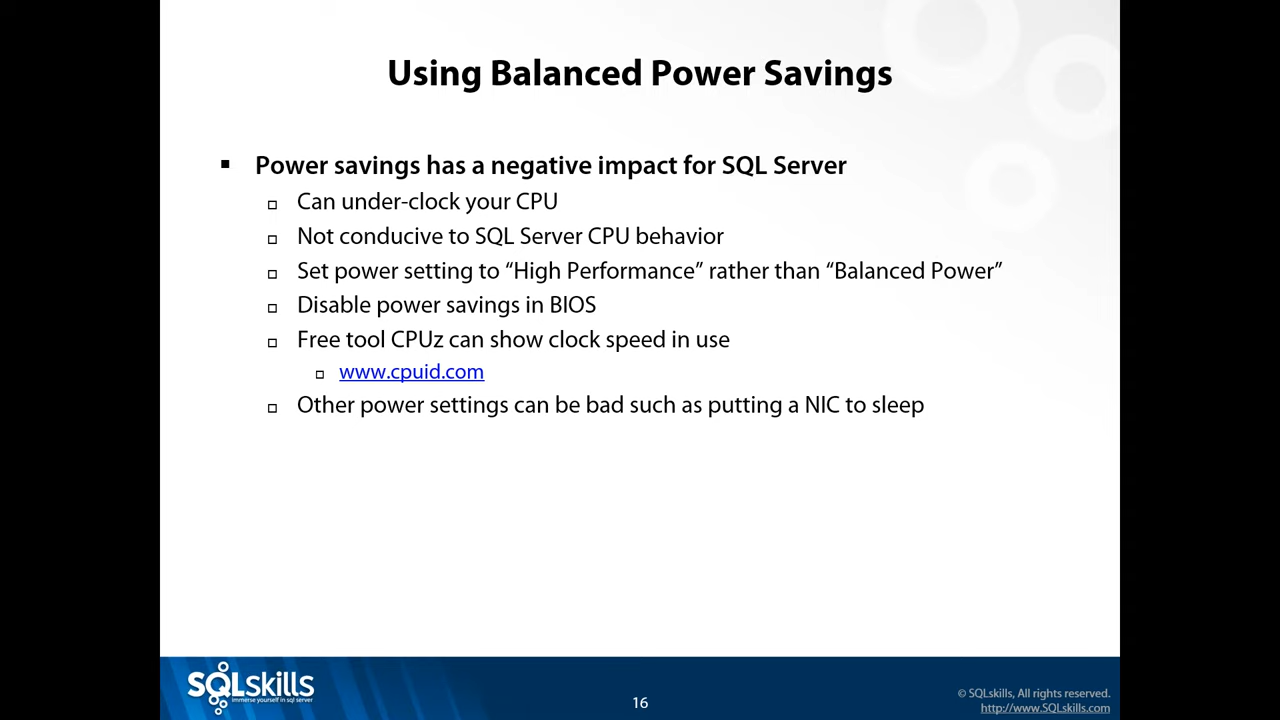 Using Balanced Power Savings
Power savings has a negative impact for SQL Server
Can under-clock your CPU
Not conducive to SQL Server CPU behavior
Set power setting to “High Performance” rather than “Balanced Power”
Disable power savings in BIOS
Free tool CPUz can show clock speed in use
www.cpuid.com
Other power settings can be bad such as putting a NIC to sleep
SQLskills
immerse yourself in sql server
16
© SQLskills, All rights reserved.
http://www.SQLskills.com